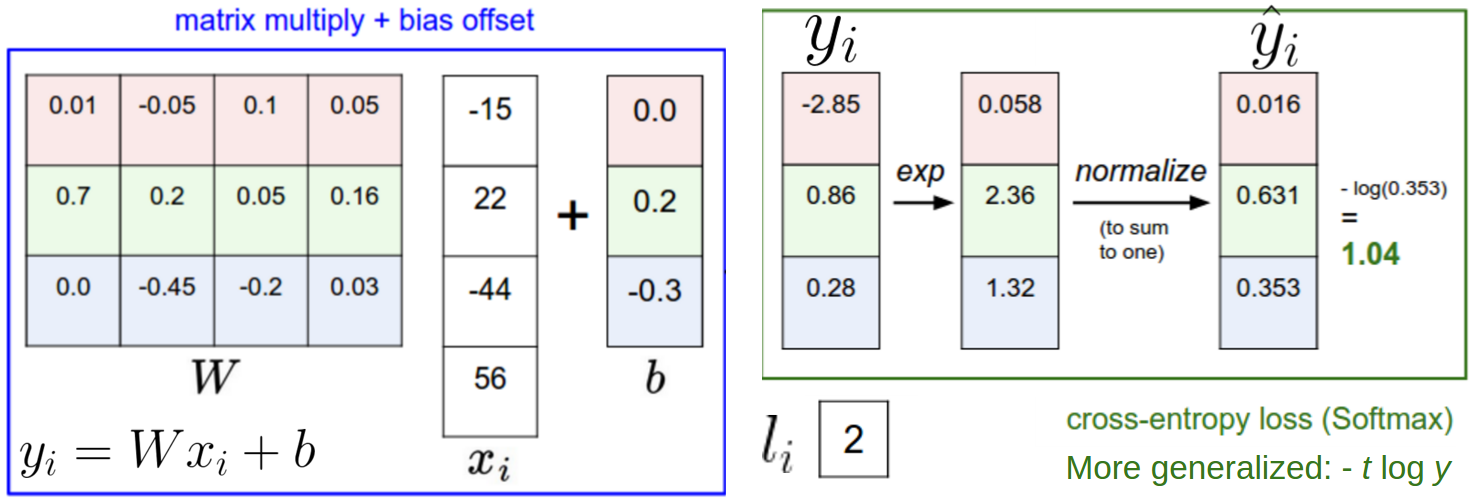 matrix multiply + bias offset
0.01 -0.05 0.1 0.05
0.7 0.2 0.05 0.16
0.0 -0.45 -0.2 0.03
W
-15
22
-44
56
x_i
+
0.0
0.2
-0.3
b
y_i = Wx_i + b
y_i
-2.85
0.86
0.28
exp
0.058
2.36
1.32
normalize
(to sum
to one)
ŷ_i
0.016
0.631
0.353
- log(0.353)
=
1.04
l_i 2
cross-entropy loss (Softmax)
More generalized: - t log y